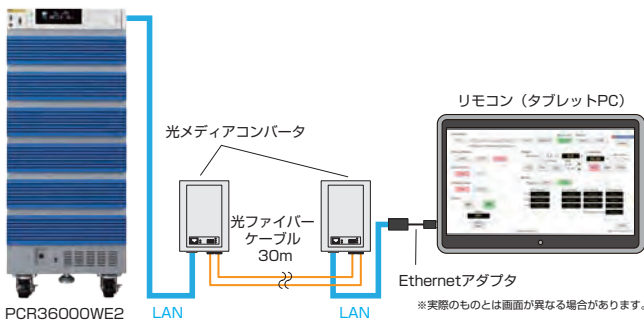 リモコン（タブレットPC）
光メディアコンバータ
光ファイバー
ケーブル
30m
Ethernetアダプタ
※実際のものとは画面が異なる場合があります。
PCR36000WE2
LAN
LAN